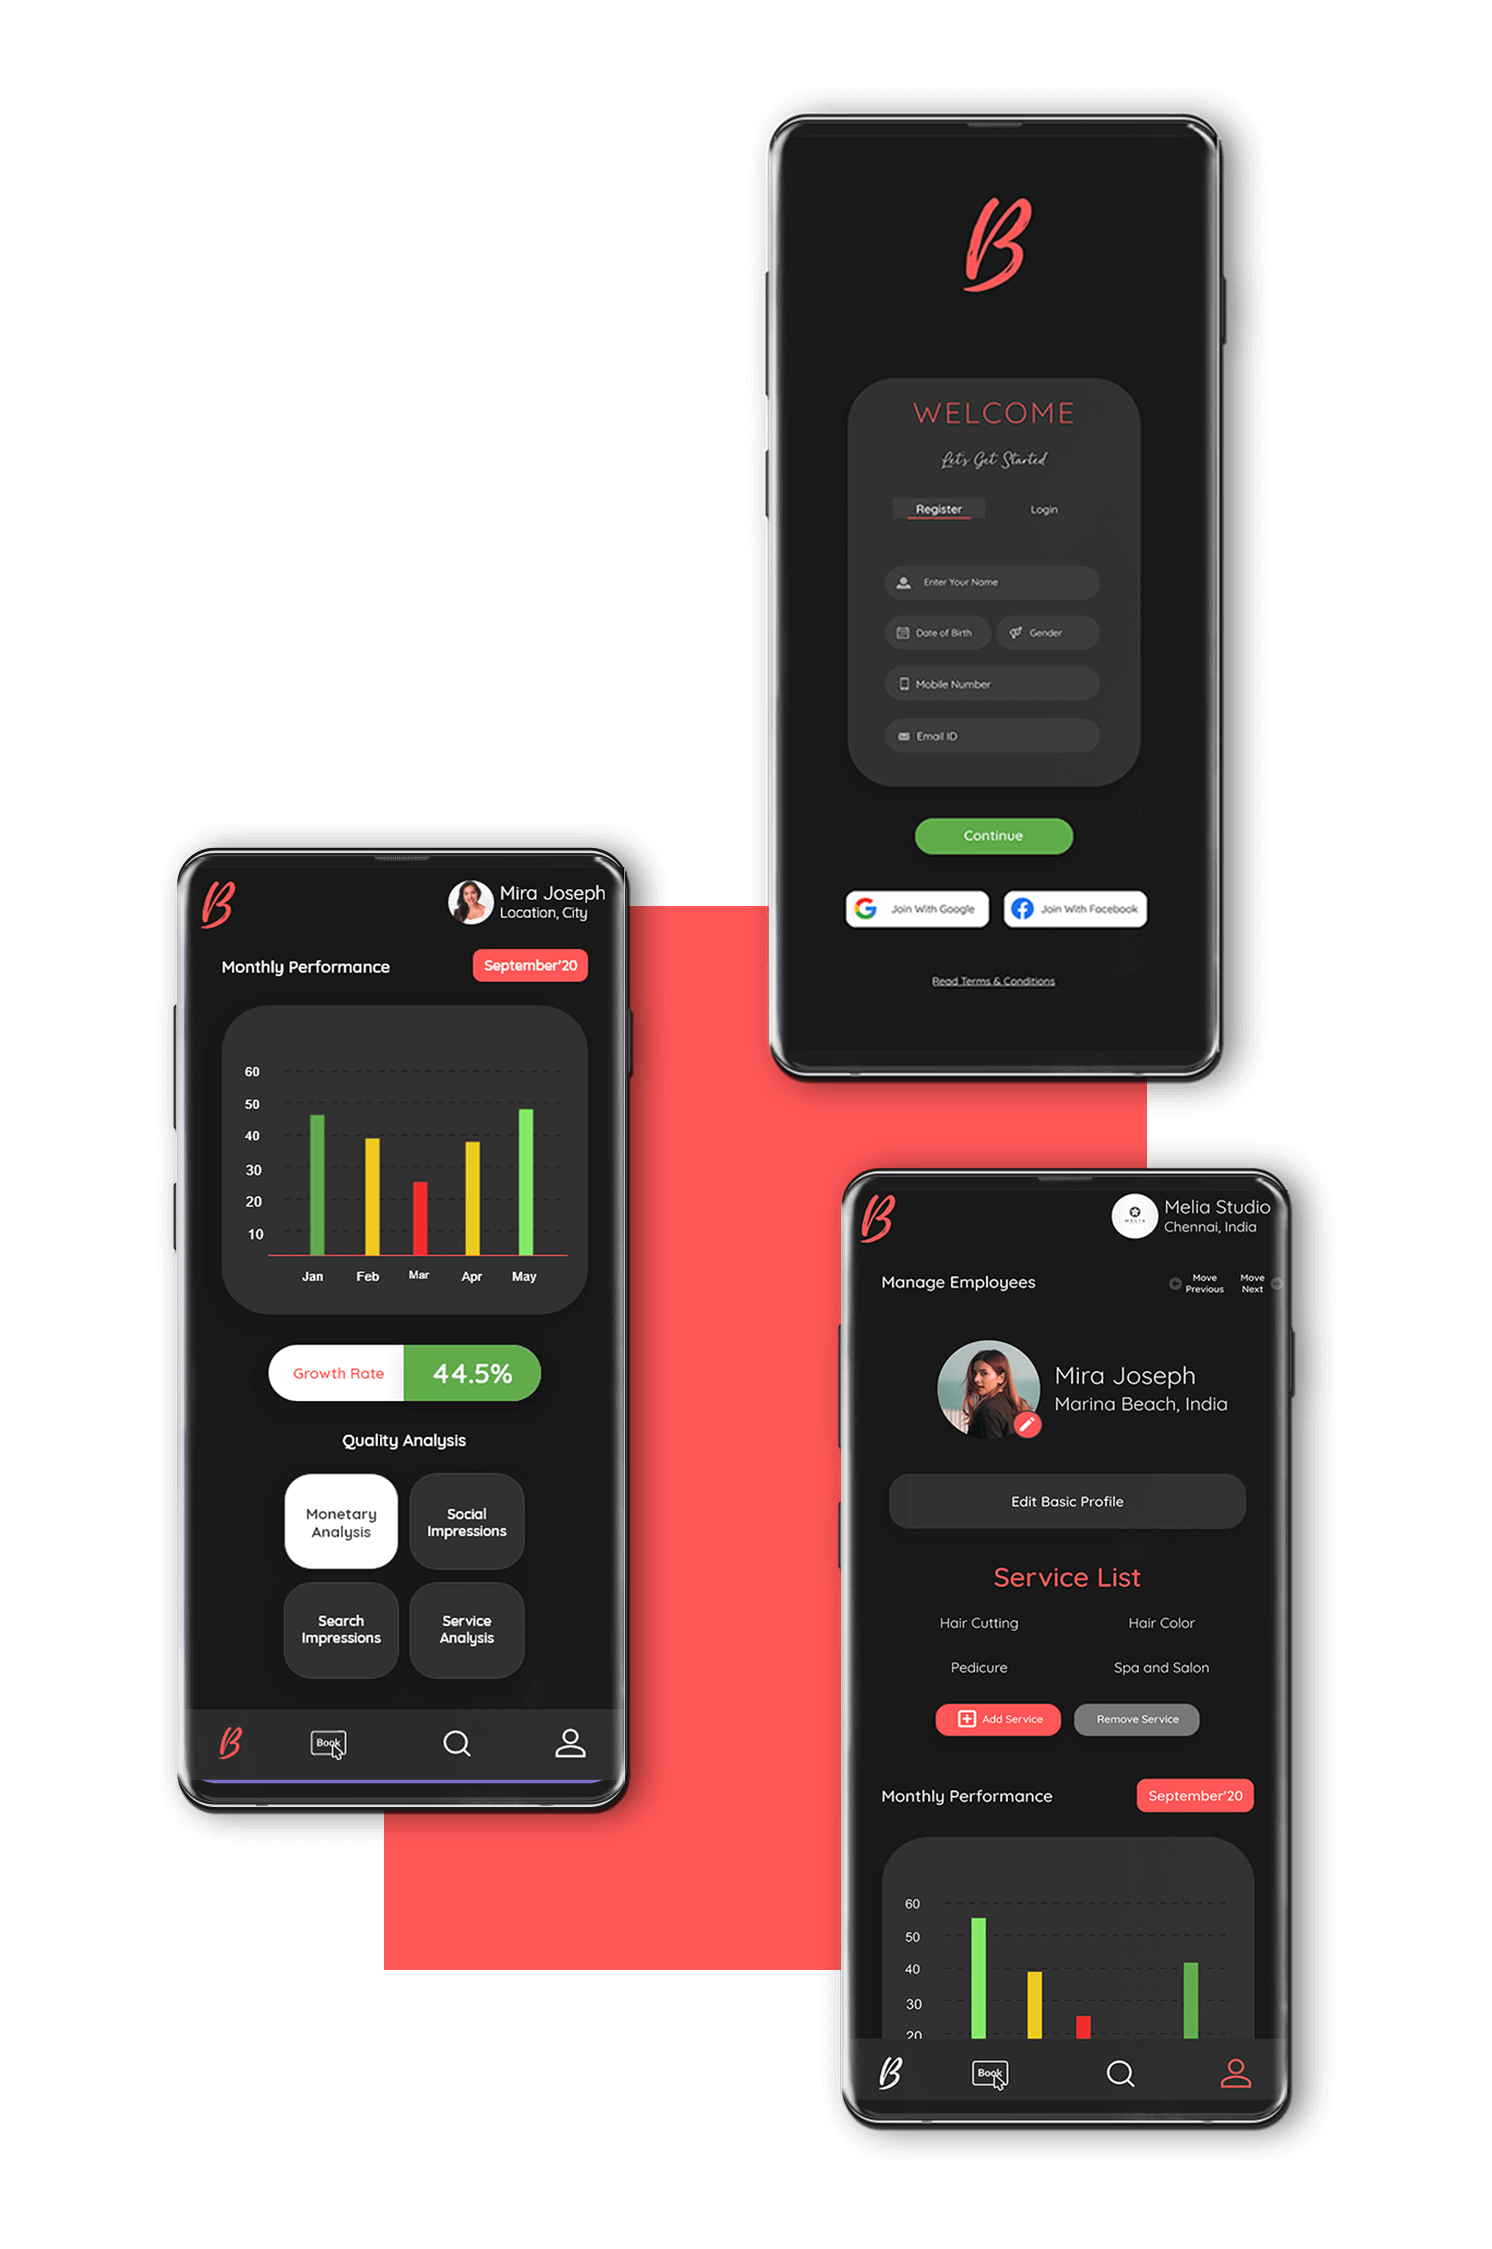 B
WELCOME
Let's Get Started
Register Login
Enter Your Name
Date of Birth Gender
Mobile Number
Email ID
Continue
Join With Google Join With Facebook
Read Terms & Conditions
B
Mira Joseph
Location, City
Monthly Performance September'20
60
50
40
30
20
10
Jan Feb Mar Apr May
Growth Rate 44.5%
Quality Analysis
Monetary
Analysis
Social
Impressions
Search
Impressions
Service
Analysis
B Book
B
MELIA
Melia Studio
Chennai, India
Manage Employees
Move
Previous
Move
Next
Mira Joseph
Marina Beach, India
Edit Basic Profile
Service List
Hair Cutting Hair Color
Pedicure Spa and Salon
Add Service Remove Service
Monthly Performance September'20
60
50
40
30
20
B Book